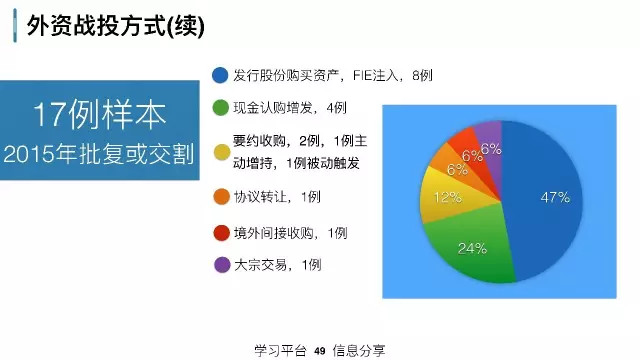 外资战投方式(续)
17例样本
2015年批复或交割
发行股份购买资产，FIE注入，8例
现金认购增发，4例
要约收购，2例，1例主
动增持，1例被动触发
协议转让，1例
境外间接收购，1例
大宗交易，1例
6%
6%
6%
12%
47%
24%
学习平台 49 信息分享